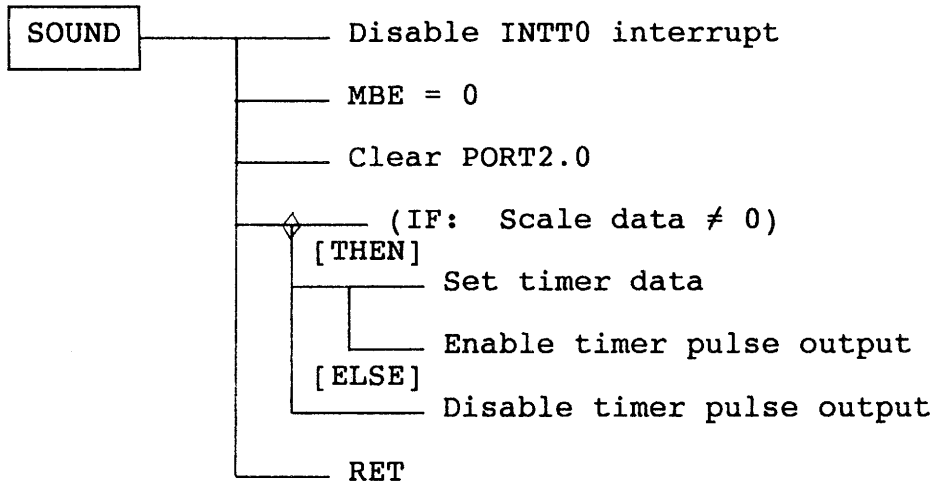 SOUND
Disable INTT0 interrupt
MBE = 0
Clear PORT2.0
(IF: Scale data ≠ 0)
[THEN]
Set timer data
Enable timer pulse output
[ELSE]
Disable timer pulse output
RET